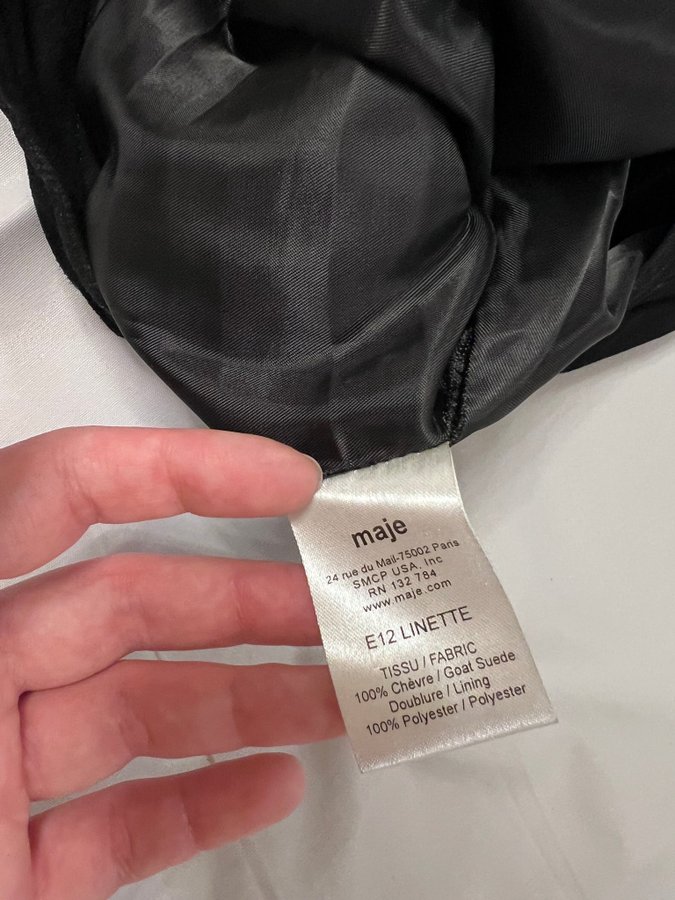 maje
24 rue du Mail-75002 Paris
SMCP USA, Inc
RN 132 784
www.maje.com
E12 LINETTE
TISSU / FABRIC
100% Chèvre / Goat Suede
Doublure / Lining
100% Polyester / Polyester